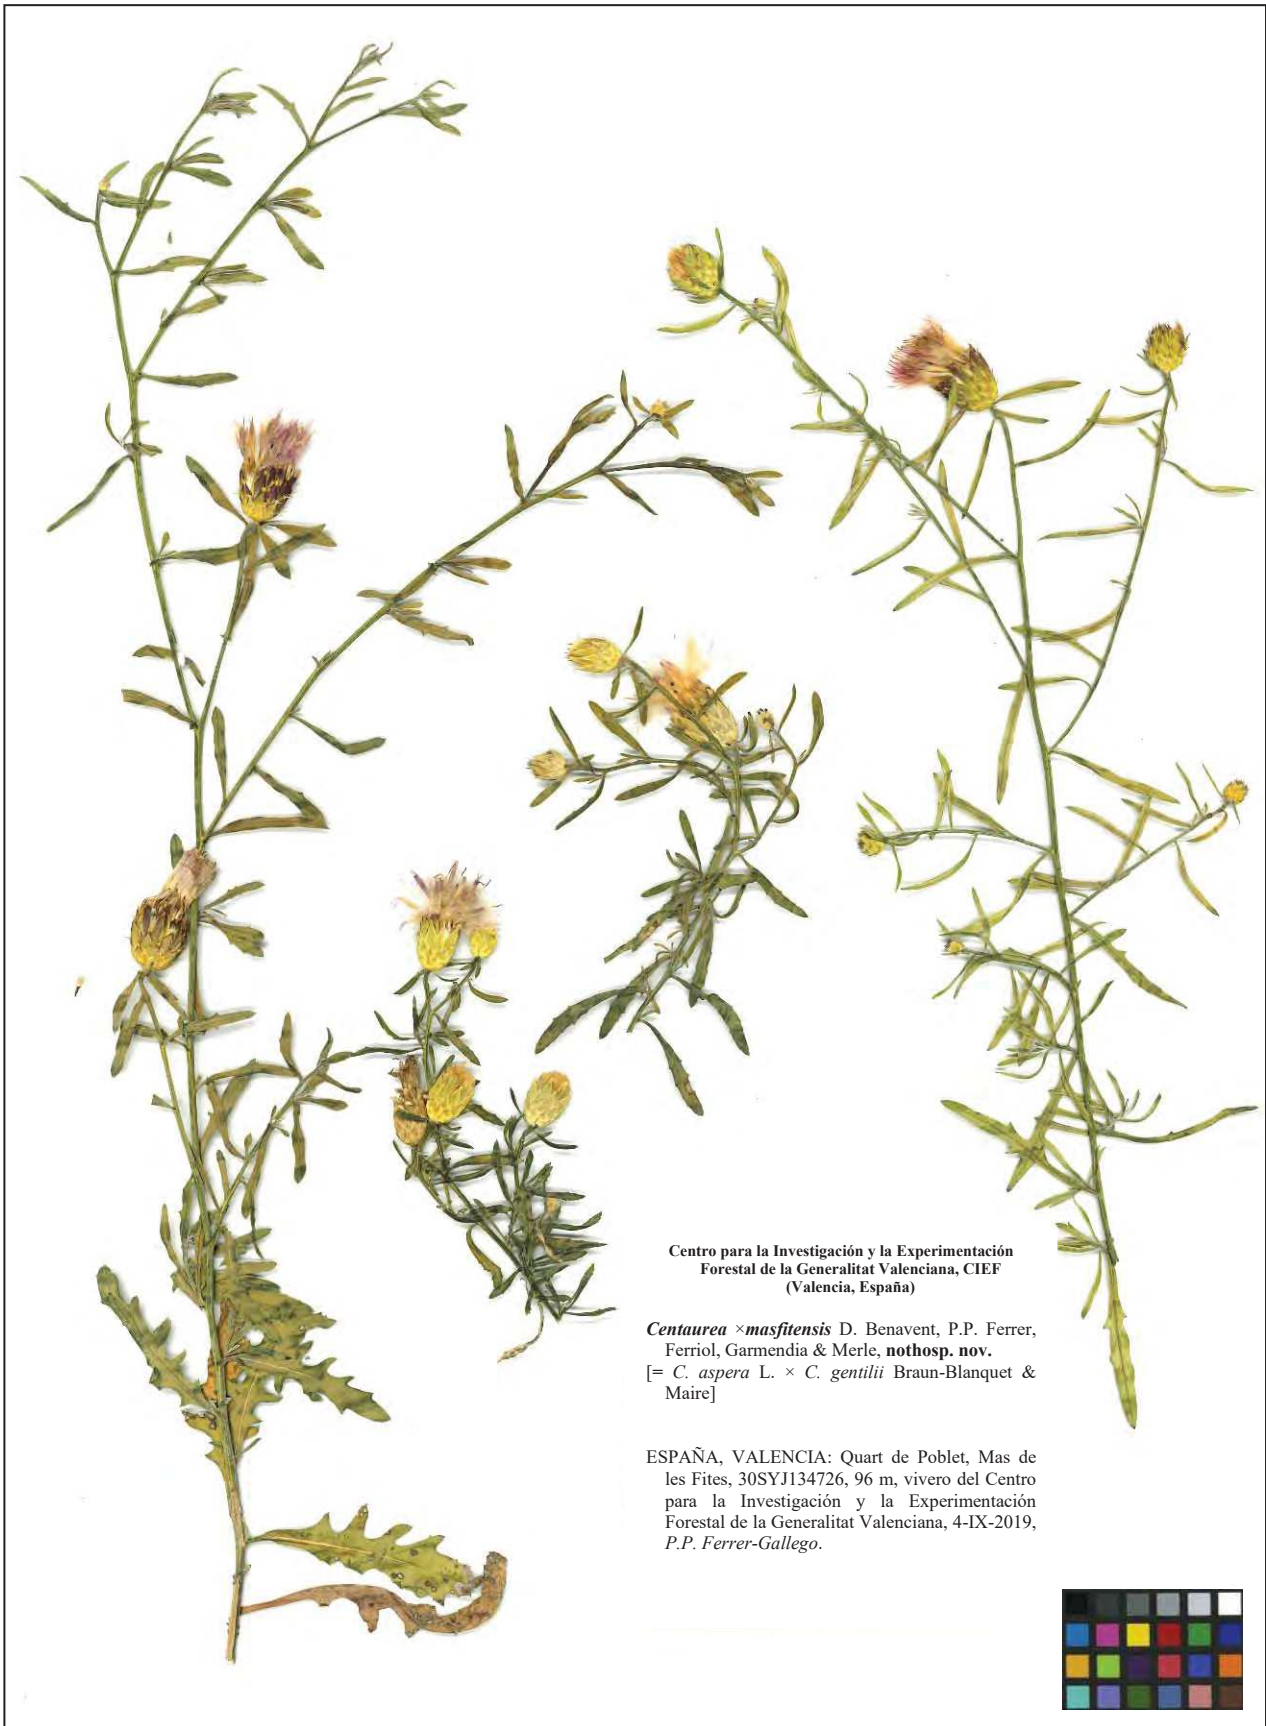 Centro para la Investigación y la Experimentación
Forestal de la Generalitat Valenciana, CIEF
(Valencia, España)
Centaurea ×masfitensis D. Benavent, P.P. Ferrer,
Ferriol, Garmendia & Merle, nothosp. nov.
[= C. aspera L. × C. gentilii Braun-Blanquet &
Maire]
ESPAÑA, VALENCIA: Quart de Poblet, Mas de
les Fites, 30SYJ134726, 96 m, vivero del Centro
para la Investigación y la Experimentación
Forestal de la Generalitat Valenciana, 4-IX-2019,
P.P. Ferrer-Gallego.